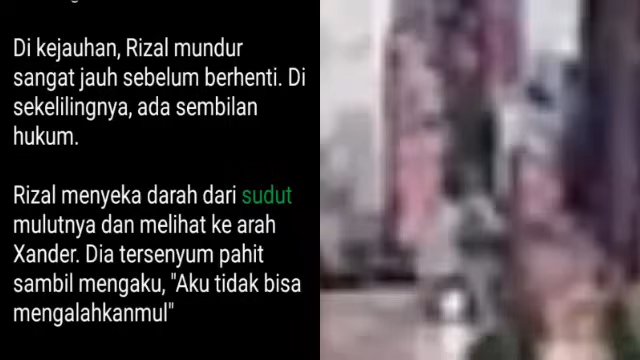 Di kejauhan, Rizal mundur
sangat jauh sebelum berhenti. Di
sekelilingnya, ada sembilan
hukum.
Rizal menyeka darah dari sudut
mulutnya dan melihat ke arah
Xander. Dia tersenyum pahit
sambil mengaku, "Aku tidak bisa
mengalahkanmul"